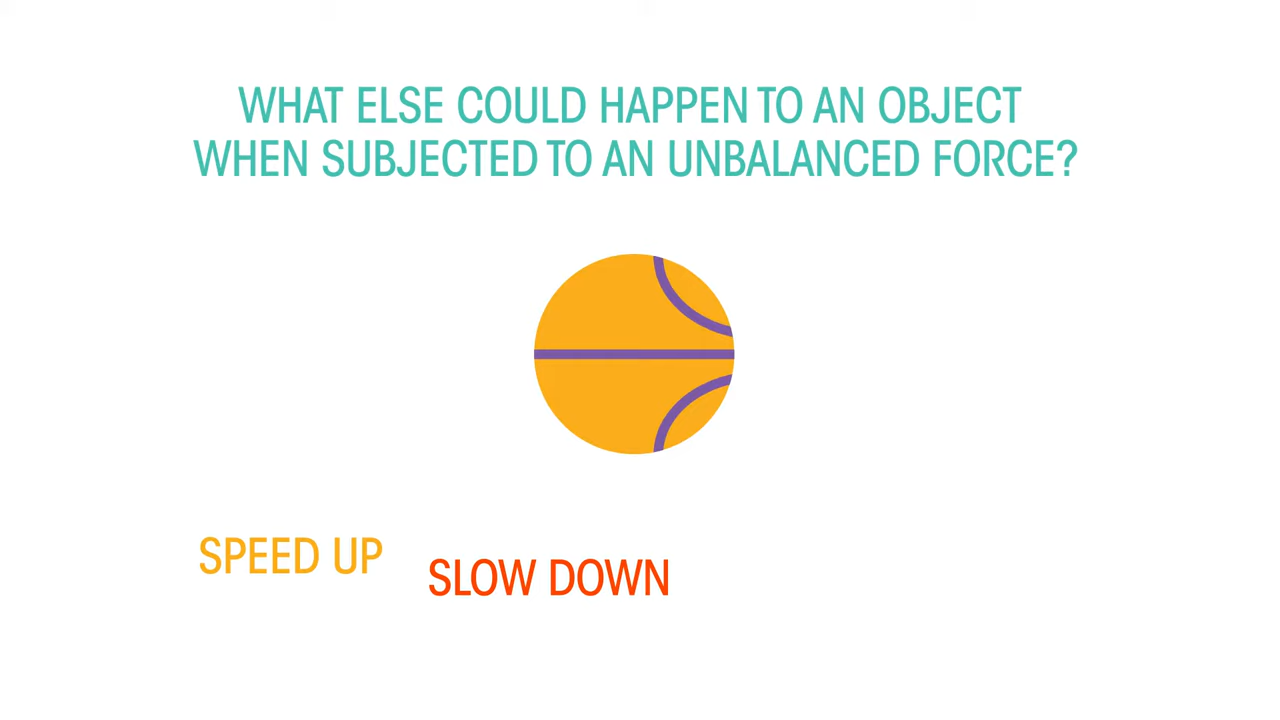 WHAT ELSE COULD HAPPEN TO AN OBJECT
WHEN SUBJECTED TO AN UNBALANCED FORCE?
SPEED UP
SLOW DOWN